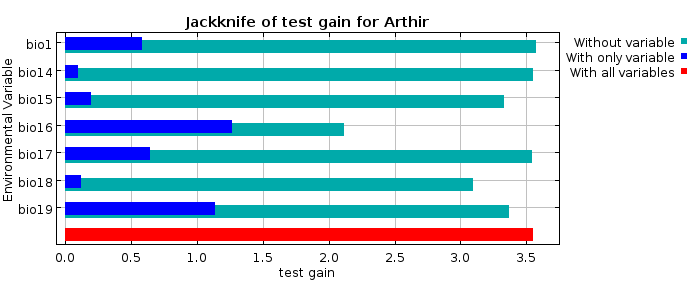 Jackknife of test gain for Arthir
Environmental Variable
bio1
bio14
bio15
bio16
bio17
bio18
bio19
0.0 0.5 1.0 1.5 2.0 2.5 3.0 3.5
test gain
Without variable
With only variable
With all variables